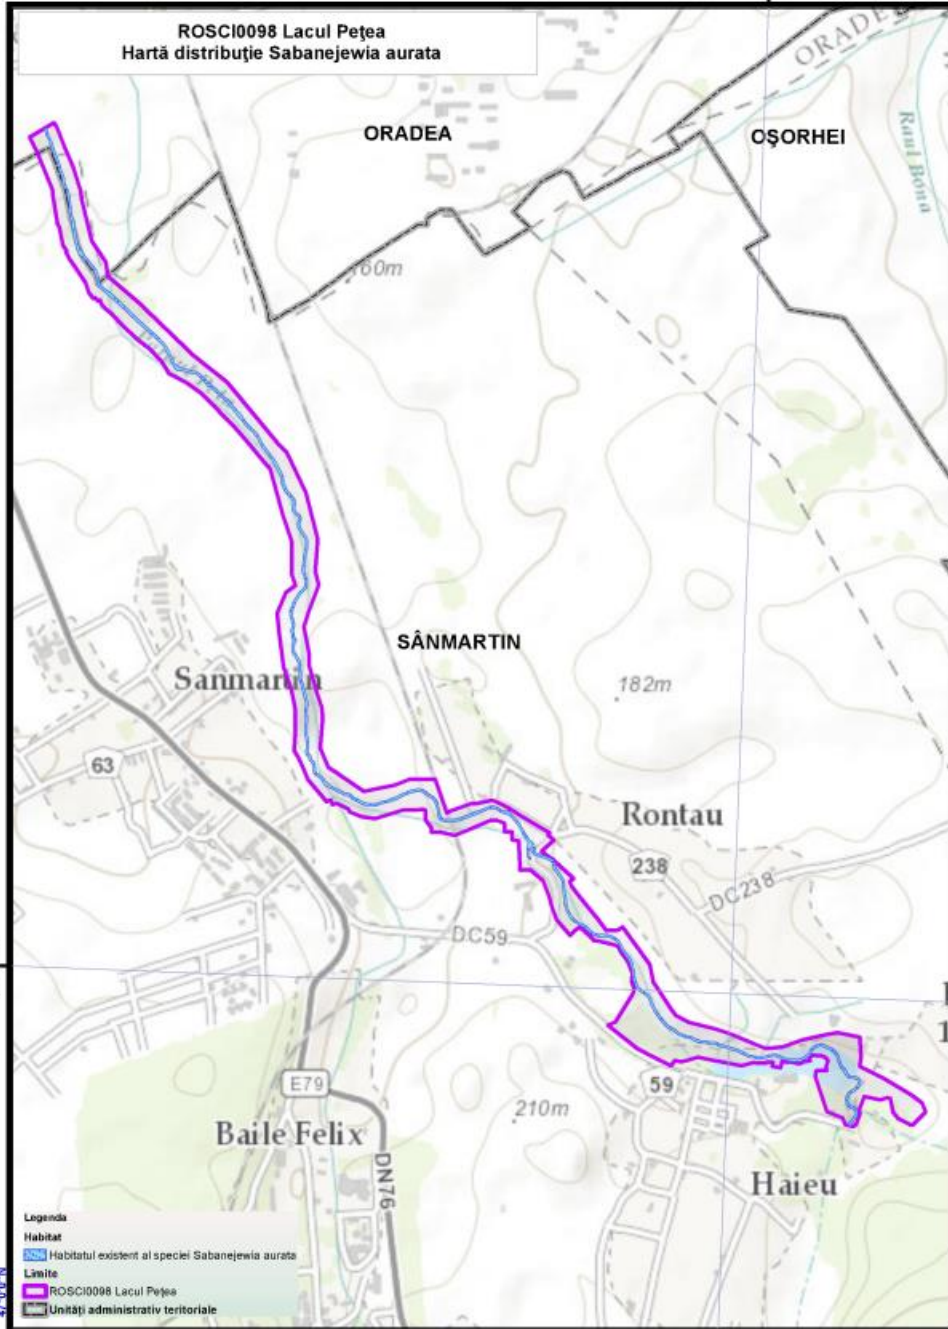 ROSCI0098 Lacul Peţea
Hartă distribuţie Sabanejewia aurata
ORADEA
ORADE
OŞORHEI
Raul Bona
160m
SÂNMARTIN
Sanmartin
182m
63
Rontau
238
DC238
DC59
E79
59
210m
Baile Felix
DN76
Haieu
Legenda
Habitat
Habitatul existent al speciei Sabanejewia aurata
Limite
ROSCI0098 Lacul Peţea
Unităţi administrativ teritoriale